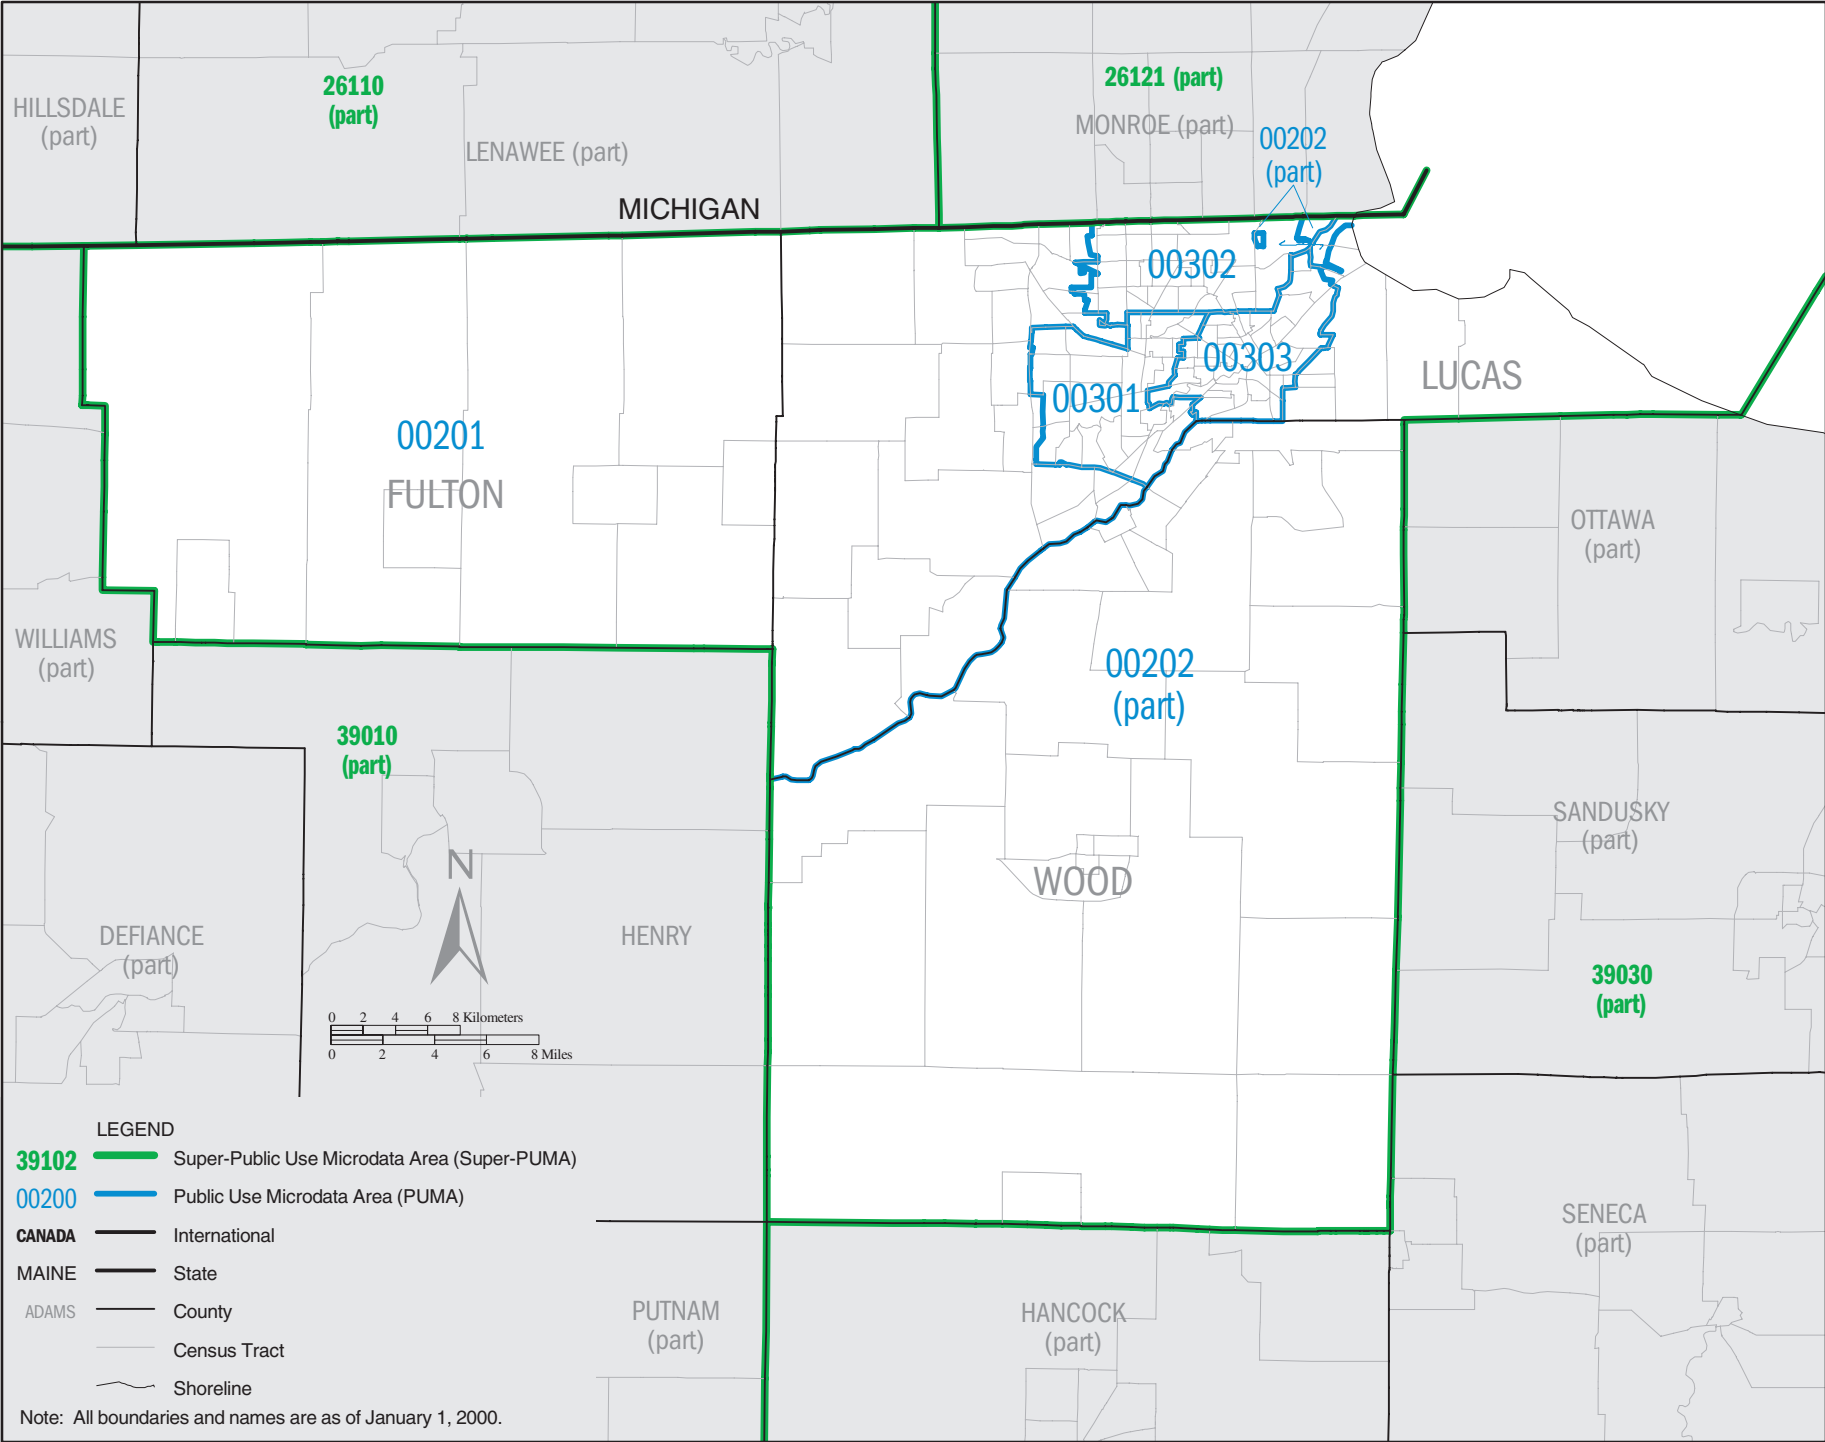 26110
(part)
26121 (part)
HILLSDALE
(part)
MONROE (part)
00202
(part)
LENAWEE (part)
MICHIGAN
00302
00303
LUCAS
00301
00201
FULTON
OTTAWA
(part)
WILLIAMS
(part)
00202
(part)
39010
(part)
SANDUSKY
(part)
N
WOOD
DEFIANCE
(part)
HENRY
39030
(part)
0 2 4 6 8 Kilometers
0 2 4 6 8 Miles
LEGEND
39102 Super-Public Use Microdata Area (Super-PUMA)
00200 Public Use Microdata Area (PUMA)
CANADA International
MAINE State
ADAMS County
Census Tract
Shoreline
Note: All boundaries and names are as of January 1, 2000.
SENECA
(part)
PUTNAM
(part)
HANCOCK
(part)